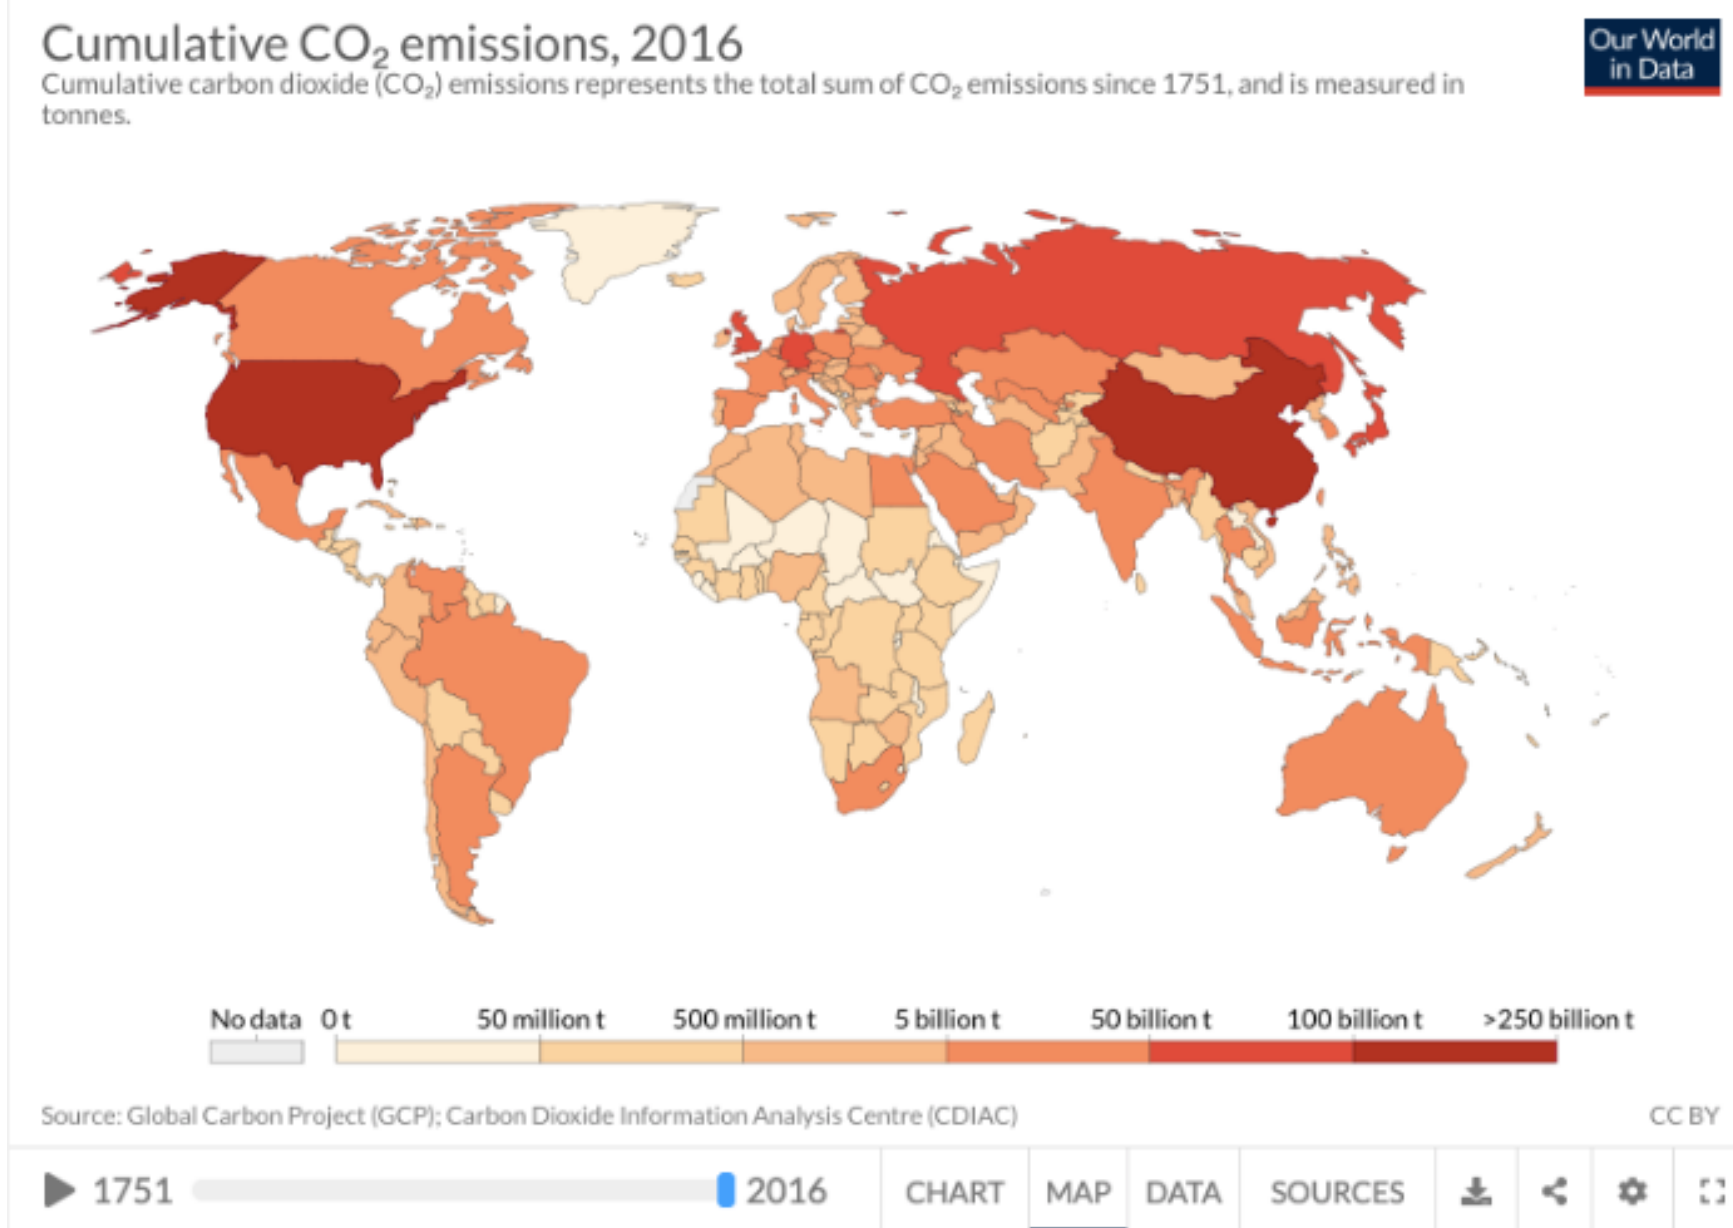 Cumulative CO₂ emissions, 2016
Our World
in Data
Cumulative carbon dioxide (CO₂) emissions represents the total sum of CO₂ emissions since 1751, and is measured in
tonnes.
No data 0 t 50 million t 500 million t 5 billion t 50 billion t 100 billion t >250 billion t
Source: Global Carbon Project (GCP); Carbon Dioxide Information Analysis Centre (CDIAC) CC BY
1751 2016 CHART MAP DATA SOURCES